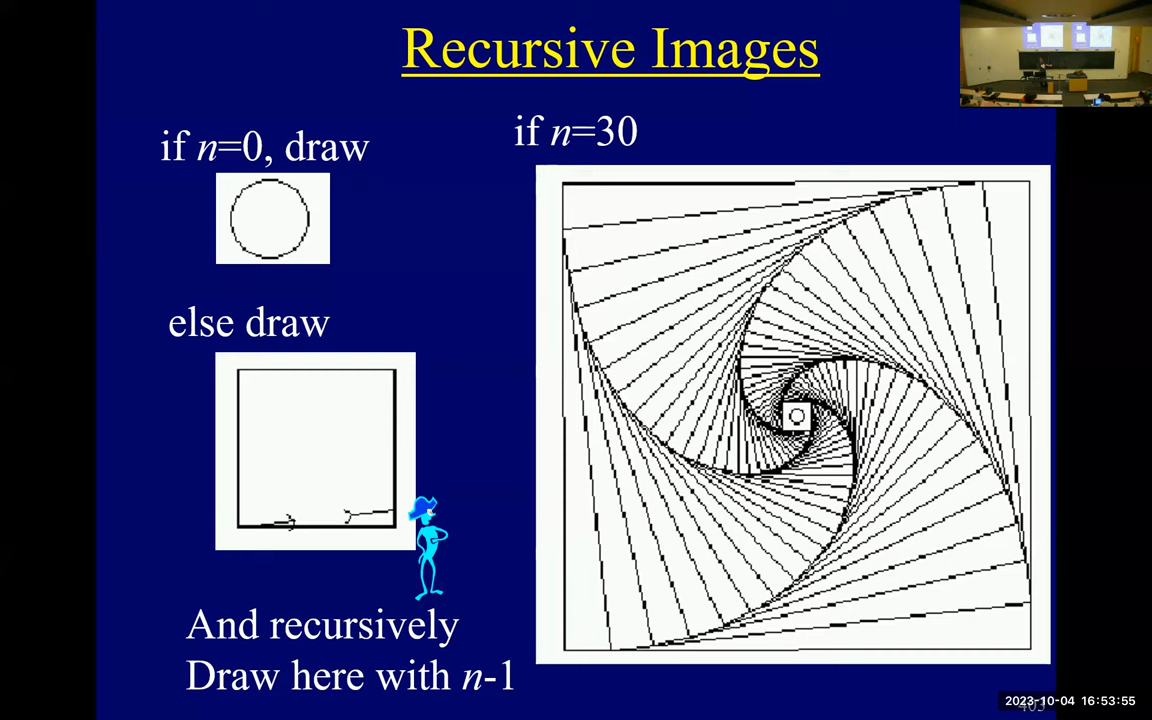 Recursive Images
if n=0, draw
if n=30
else draw
And recursively
Draw here with n-1
2023-10-04 16:53:55